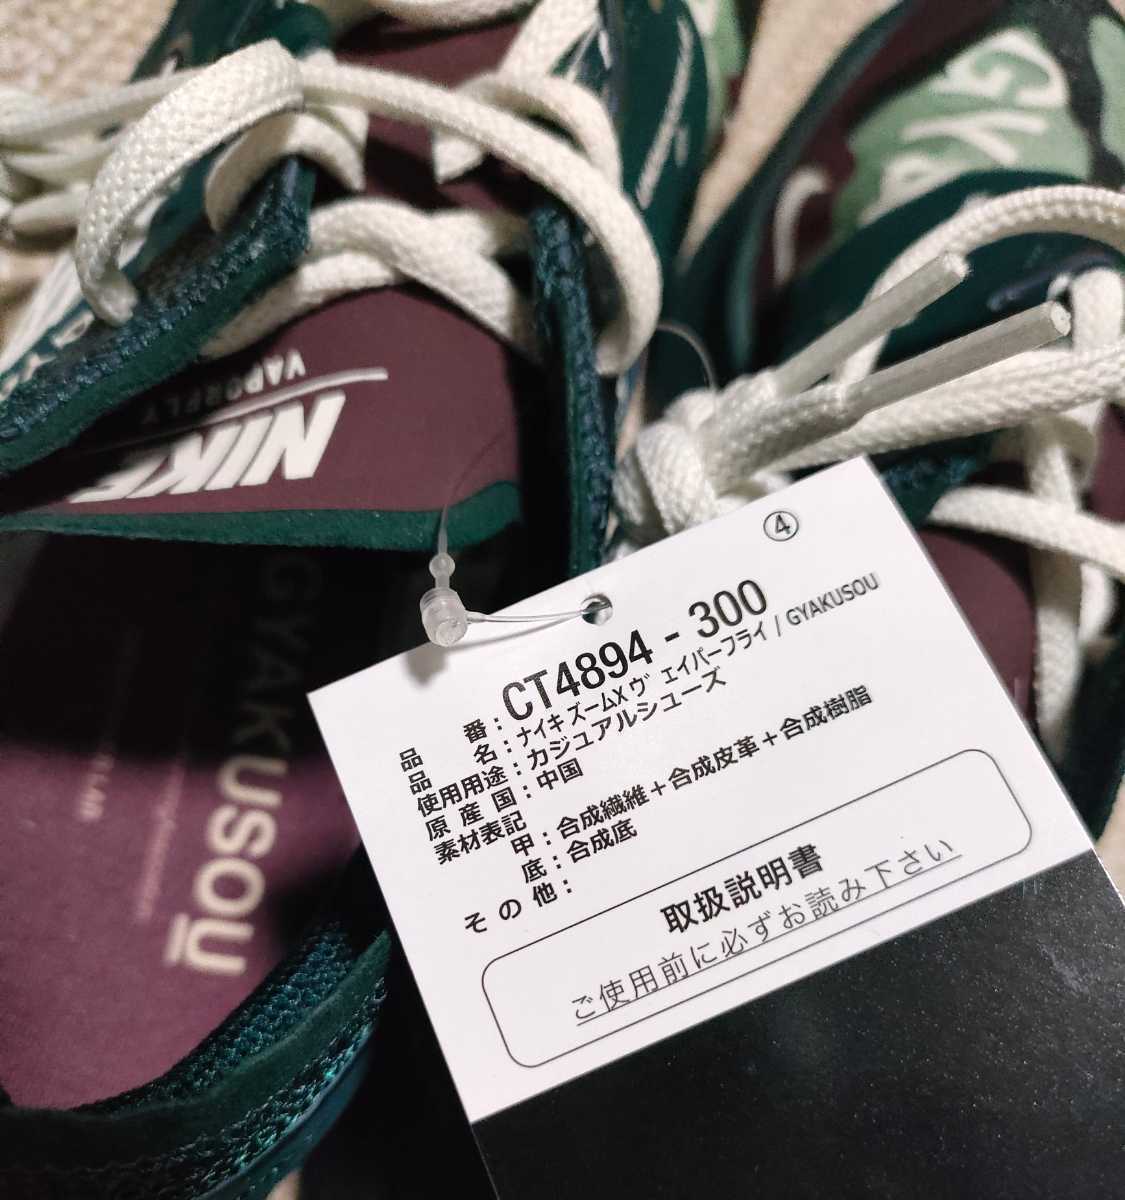 GYA
VAPORFLY
NIKE
GYAKUSOU
④
品番：CT4894 - 300
品名：ナイキ ズームX ヴェイパーフライ / GYAKUSOU
使用用途：カジュアルシューズ
原産国：中国
素材表記
甲：合成繊維＋合成皮革＋合成樹脂
底：合成底
その他：
取扱説明書
ご使用前に必ずお読み下さい